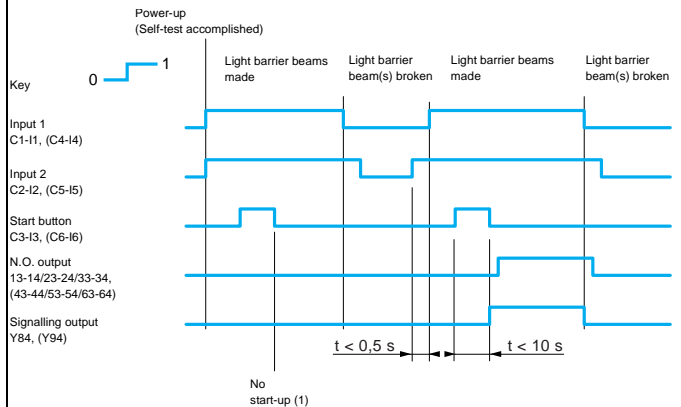 Power-up
(Self-test accomplished)
Light barrier beams
made
Light barrier
beam(s) broken
Light barrier beams
made
Light barrier
beam(s) broken
Key
0
1
Input 1
C1-I1, (C4-I4)
Input 2
C2-I2, (C5-I5)
Start button
C3-I3, (C6-I6)
N.O. output
13-14/23-24/33-34,
(43-44/53-54/63-64)
Signalling output
Y84, (Y94)
t < 0,5 s
t < 10 s
No
start-up (1)